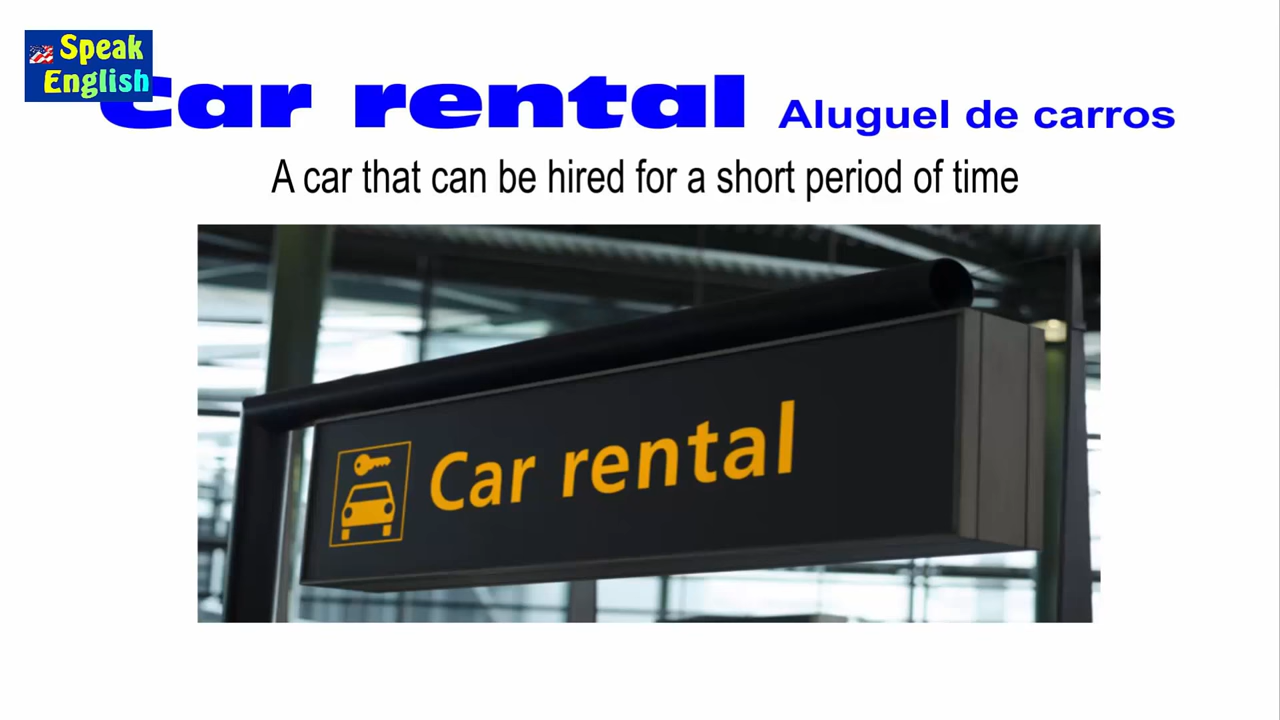 Speak
English
Car rental Aluguel de carros
A car that can be hired for a short period of time
Car rental